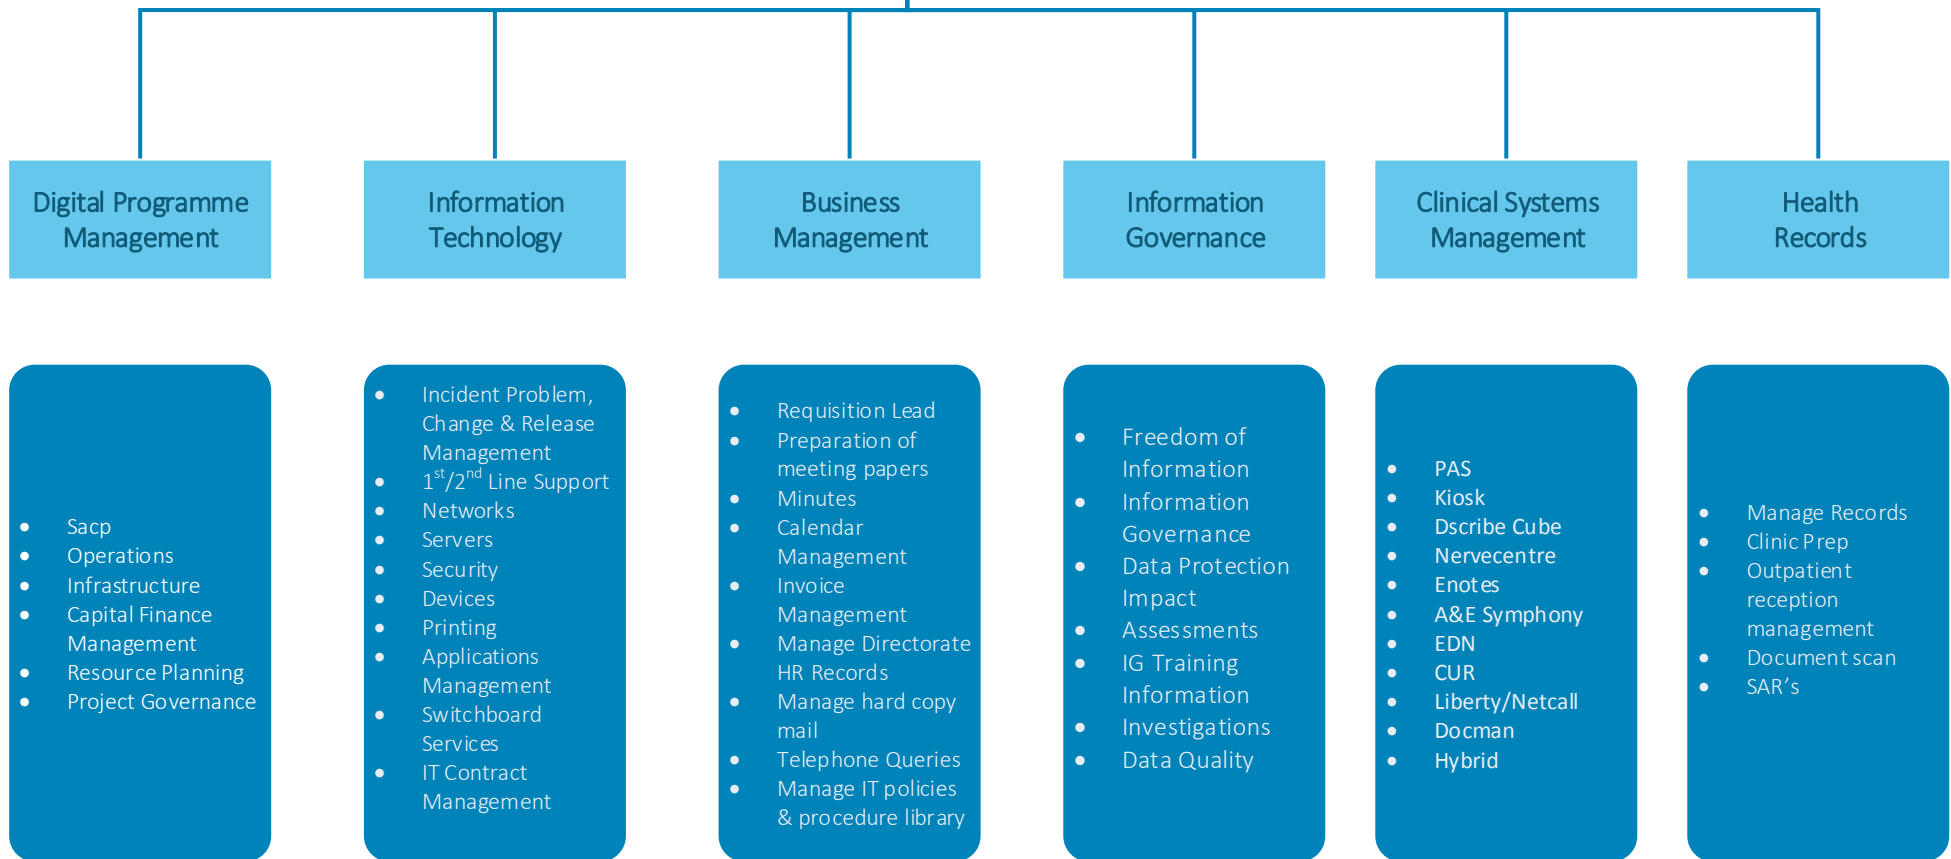 Digital Programme
Management
Information
Technology
Business
Management
Information
Governance
Clinical Systems
Management
Health
Records
• Sacp
• Operations
• Infrastructure
• Capital Finance
Management
• Resource Planning
• Project Governance
• Incident Problem,
Change & Release
Management
• 1st/2nd Line Support
• Networks
• Servers
• Security
• Devices
• Printing
• Applications
Management
• Switchboard
Services
• IT Contract
Management
• Requisition Lead
• Preparation of
meeting papers
• Minutes
• Calendar
Management
• Invoice
Management
• Manage Directorate
HR Records
• Manage hard copy
mail
• Telephone Queries
• Manage IT policies
& procedure library
• Freedom of
Information
• Information
Governance
• Data Protection
Impact
• Assessments
• IG Training
Information
• Investigations
• Data Quality
• PAS
• Kiosk
• Dscribe Cube
• Nervecentre
• Enotes
• A&E Symphony
• EDN
• CUR
• Liberty/Netcall
• Docman
• Hybrid
• Manage Records
• Clinic Prep
• Outpatient
reception
management
• Document scan
• SAR’s